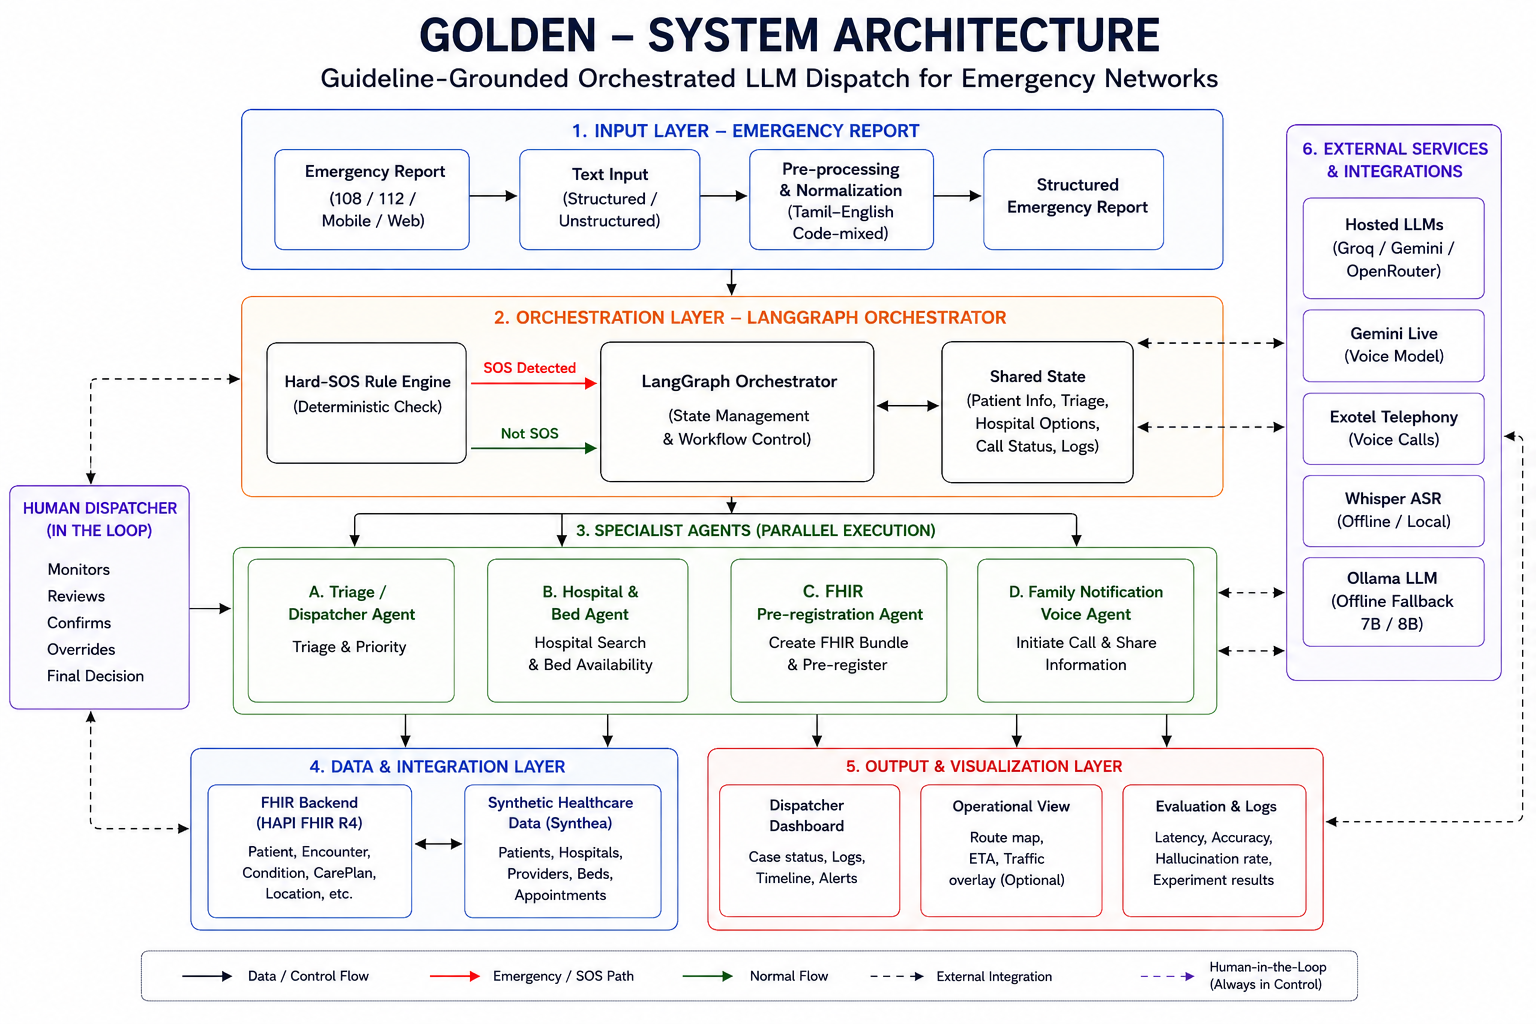 GOLDEN – SYSTEM ARCHITECTURE
Guideline-Grounded Orchestrated LLM Dispatch for Emergency Networks
1. INPUT LAYER – EMERGENCY REPORT
Emergency Report
(108 / 112 /
Mobile / Web)
Text Input
(Structured /
Unstructured)
Pre-processing
& Normalization
(Tamil-English
Code-mixed)
Structured
Emergency Report
2. ORCHESTRATION LAYER – LANGGRAPH ORCHESTRATOR
Hard-SOS Rule Engine
(Deterministic Check)
SOS Detected
Not SOS
LangGraph Orchestrator
(State Management
& Workflow Control)
Shared State
(Patient Info, Triage,
Hospital Options,
Call Status, Logs)
HUMAN DISPATCHER
(IN THE LOOP)
Monitors
Reviews
Confirms
Overrides
Final Decision
3. SPECIALIST AGENTS (PARALLEL EXECUTION)
A. Triage /
Dispatcher Agent
Triage & Priority
B. Hospital &
Bed Agent
Hospital Search
& Bed Availability
C. FHIR
Pre-registration Agent
Create FHIR Bundle
& Pre-register
D. Family Notification
Voice Agent
Initiate Call & Share
Information
4. DATA & INTEGRATION LAYER
FHIR Backend
(HAPI FHIR R4)
Patient, Encounter,
Condition, CarePlan,
Location, etc.
Synthetic Healthcare
Data (Synthea)
Patients, Hospitals,
Providers, Beds,
Appointments
5. OUTPUT & VISUALIZATION LAYER
Dispatcher
Dashboard
Case status, Logs,
Timeline, Alerts
Operational View
Route map,
ETA, Traffic
overlay (Optional)
Evaluation & Logs
Latency, Accuracy,
Hallucination rate,
Experiment results
6. EXTERNAL SERVICES
& INTEGRATIONS
Hosted LLMs
(Groq / Gemini /
OpenRouter)
Gemini Live
(Voice Model)
Exotel Telephony
(Voice Calls)
Whisper ASR
(Offline / Local)
Ollama LLM
(Offline Fallback
7B / 8B)
Data / Control Flow
Emergency / SOS Path
Normal Flow
External Integration
Human-in-the-Loop
(Always in Control)